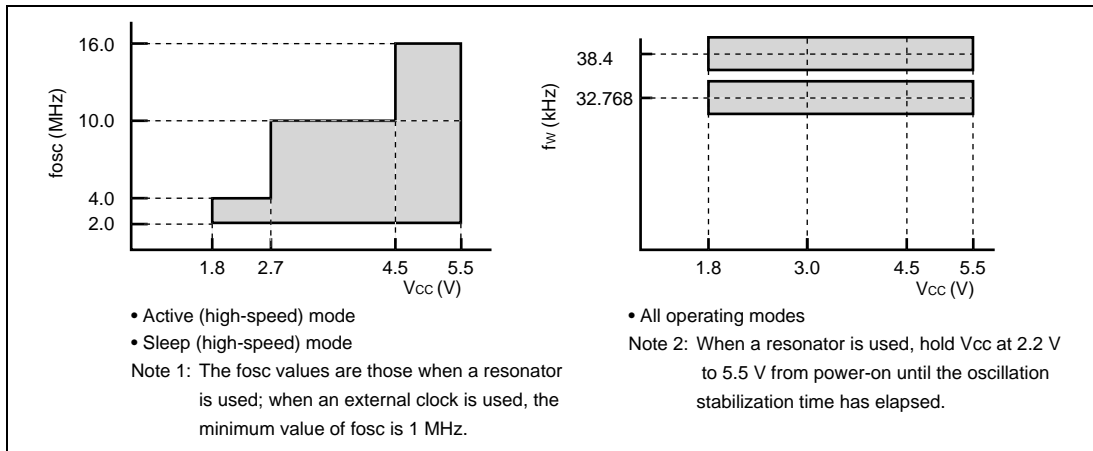 16.0
10.0
4.0
2.0
fosc (MHz)
1.8 2.7 4.5 5.5
Vcc (V)
• Active (high-speed) mode
• Sleep (high-speed) mode
Note 1: The fosc values are those when a resonator
is used; when an external clock is used, the
minimum value of fosc is 1 MHz.
38.4
32.768
fw (kHz)
1.8 3.0 4.5 5.5
Vcc (V)
• All operating modes
Note 2: When a resonator is used, hold Vcc at 2.2 V
to 5.5 V from power-on until the oscillation
stabilization time has elapsed.